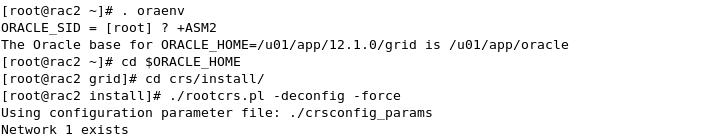 [root@rac2 ~]# . oraenv
ORACLE_SID = [root] ? +ASM2
The Oracle base for ORACLE_HOME=/u01/app/12.1.0/grid is /u01/app/oracle
[root@rac2 ~]# cd $ORACLE_HOME
[root@rac2 grid]# cd crs/install/
[root@rac2 install]# ./rootcrs.pl -deconfig -force
Using configuration parameter file: ./crsconfig_params
Network 1 exists